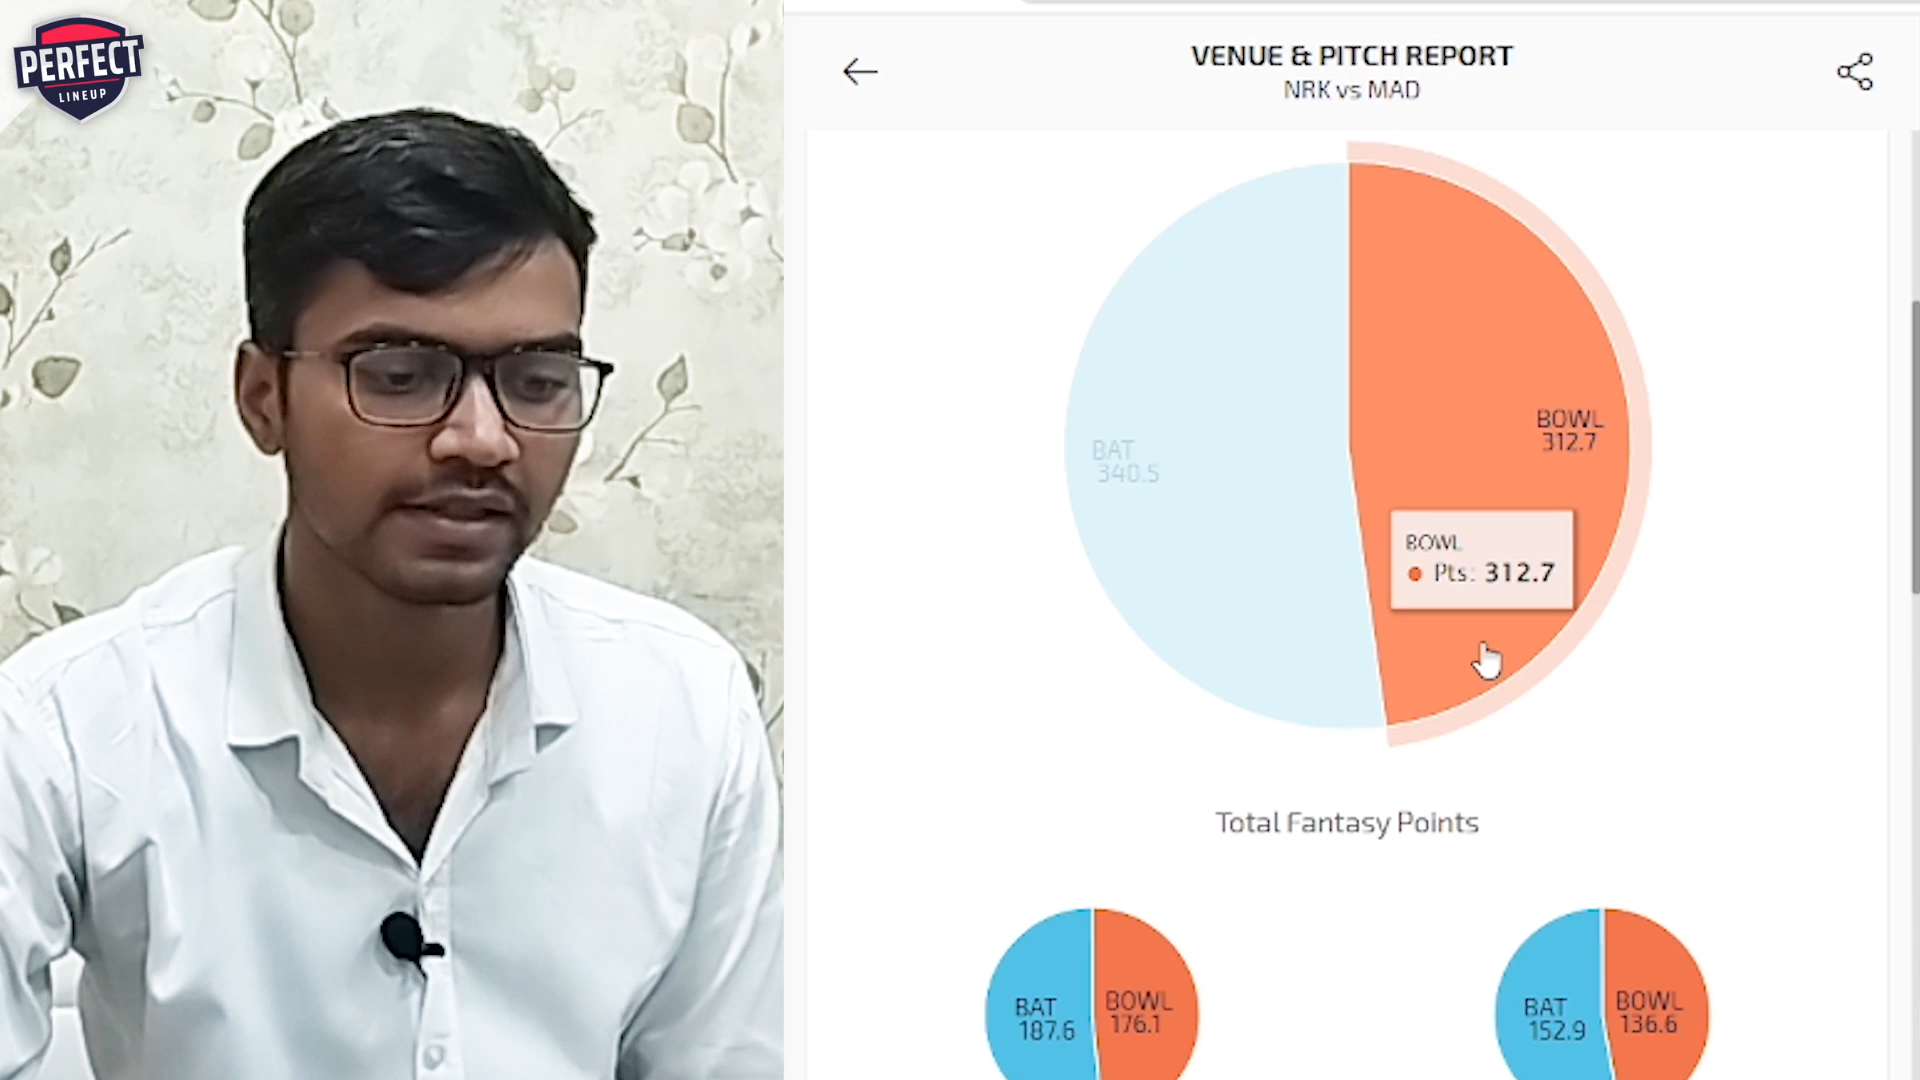 PERFECT
LINEUP
VENUE & PITCH REPORT
NRK vs MAD
BOWL
312.7
BAT
340.5
BOWL
Pts: 312.7
Total Fantasy Points
BAT
187.6
BOWL
176.1
BAT
152.9
BOWL
136.6